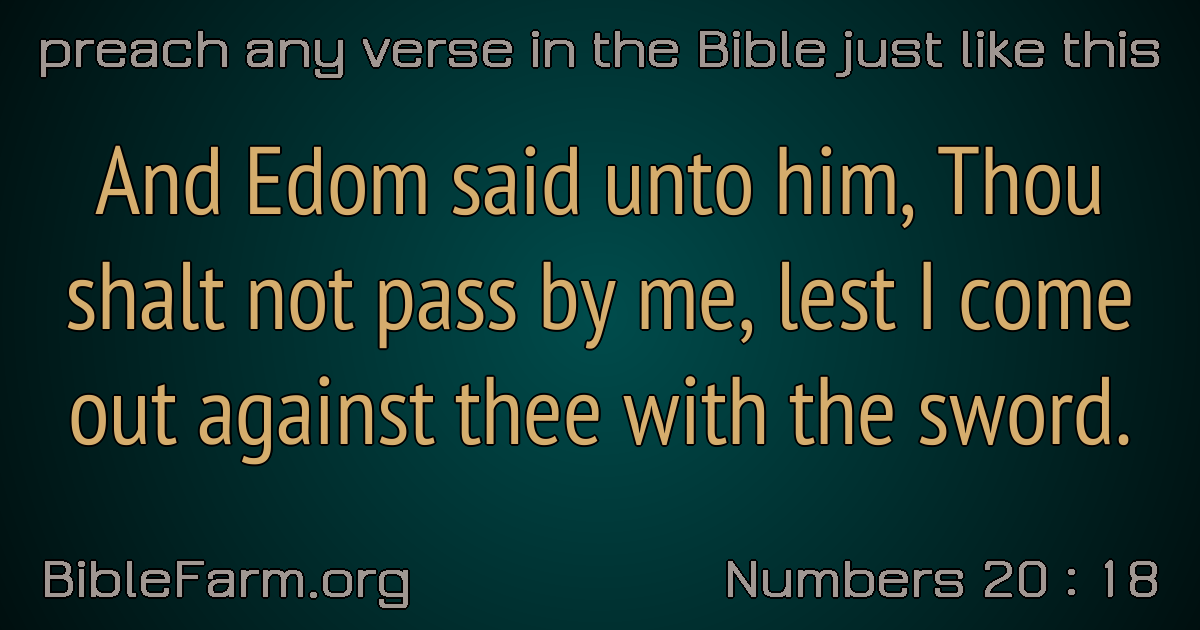 preach any verse in the Bible just like this
And Edom said unto him, Thou
shalt not pass by me, lest I come
out against thee with the sword.
BibleFarm.org
Numbers 20 : 18